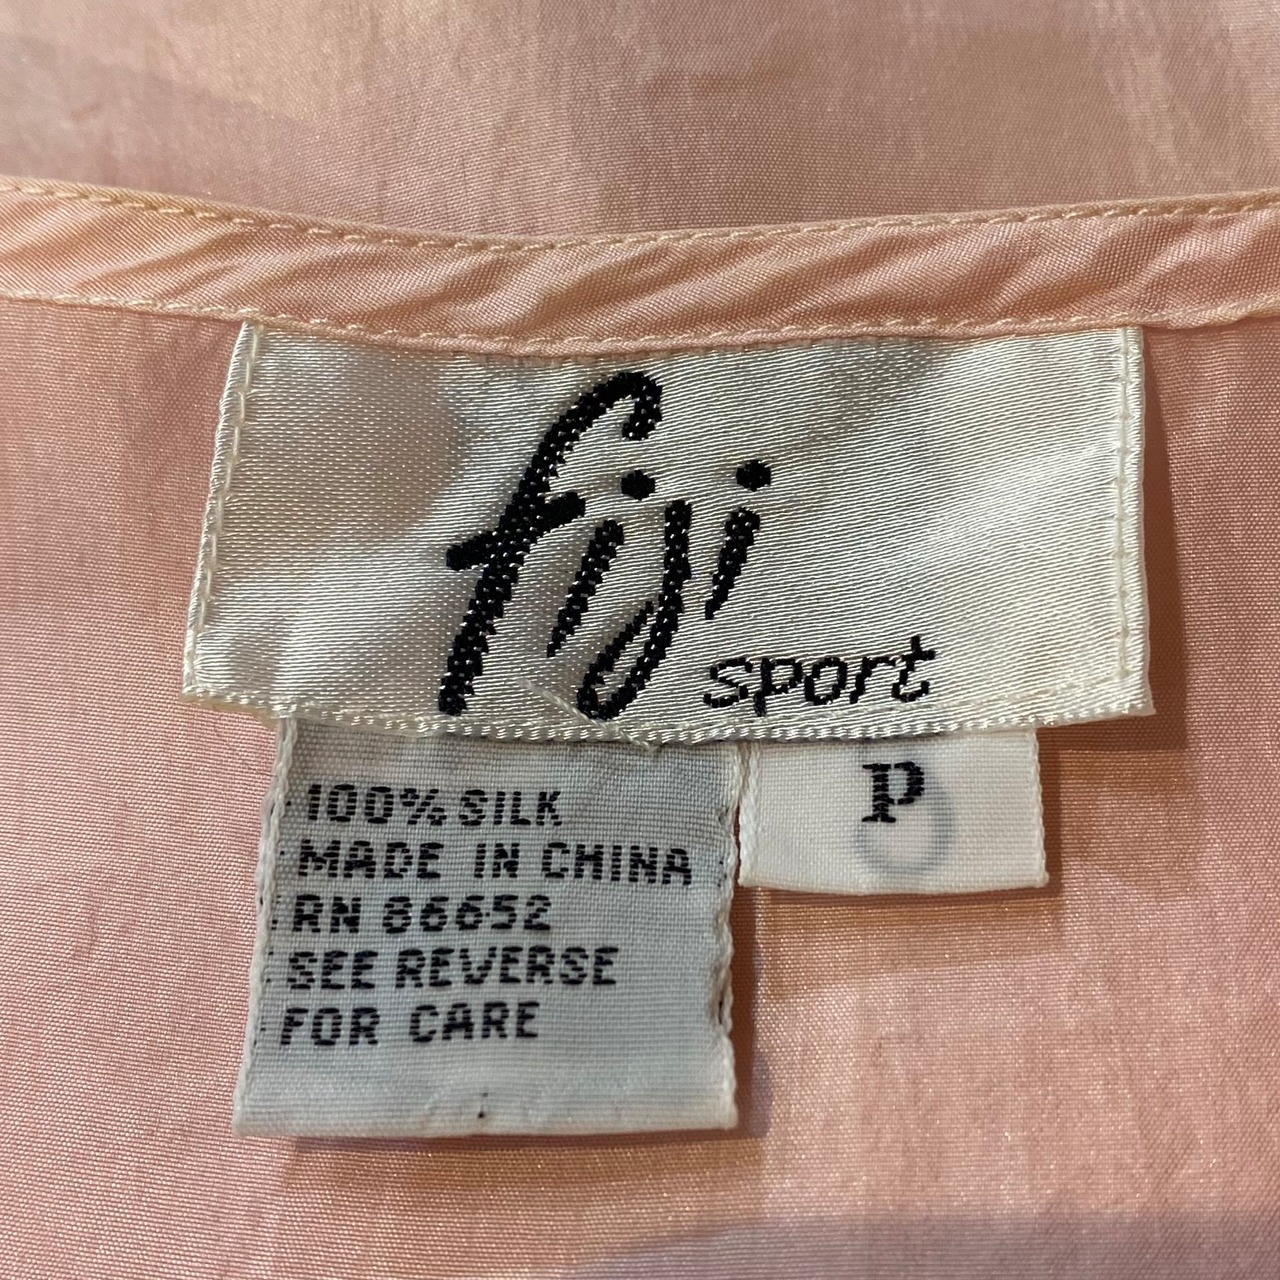 fiji
sport
P
100% SILK
MADE IN CHINA
RN 86652
SEE REVERSE
FOR CARE